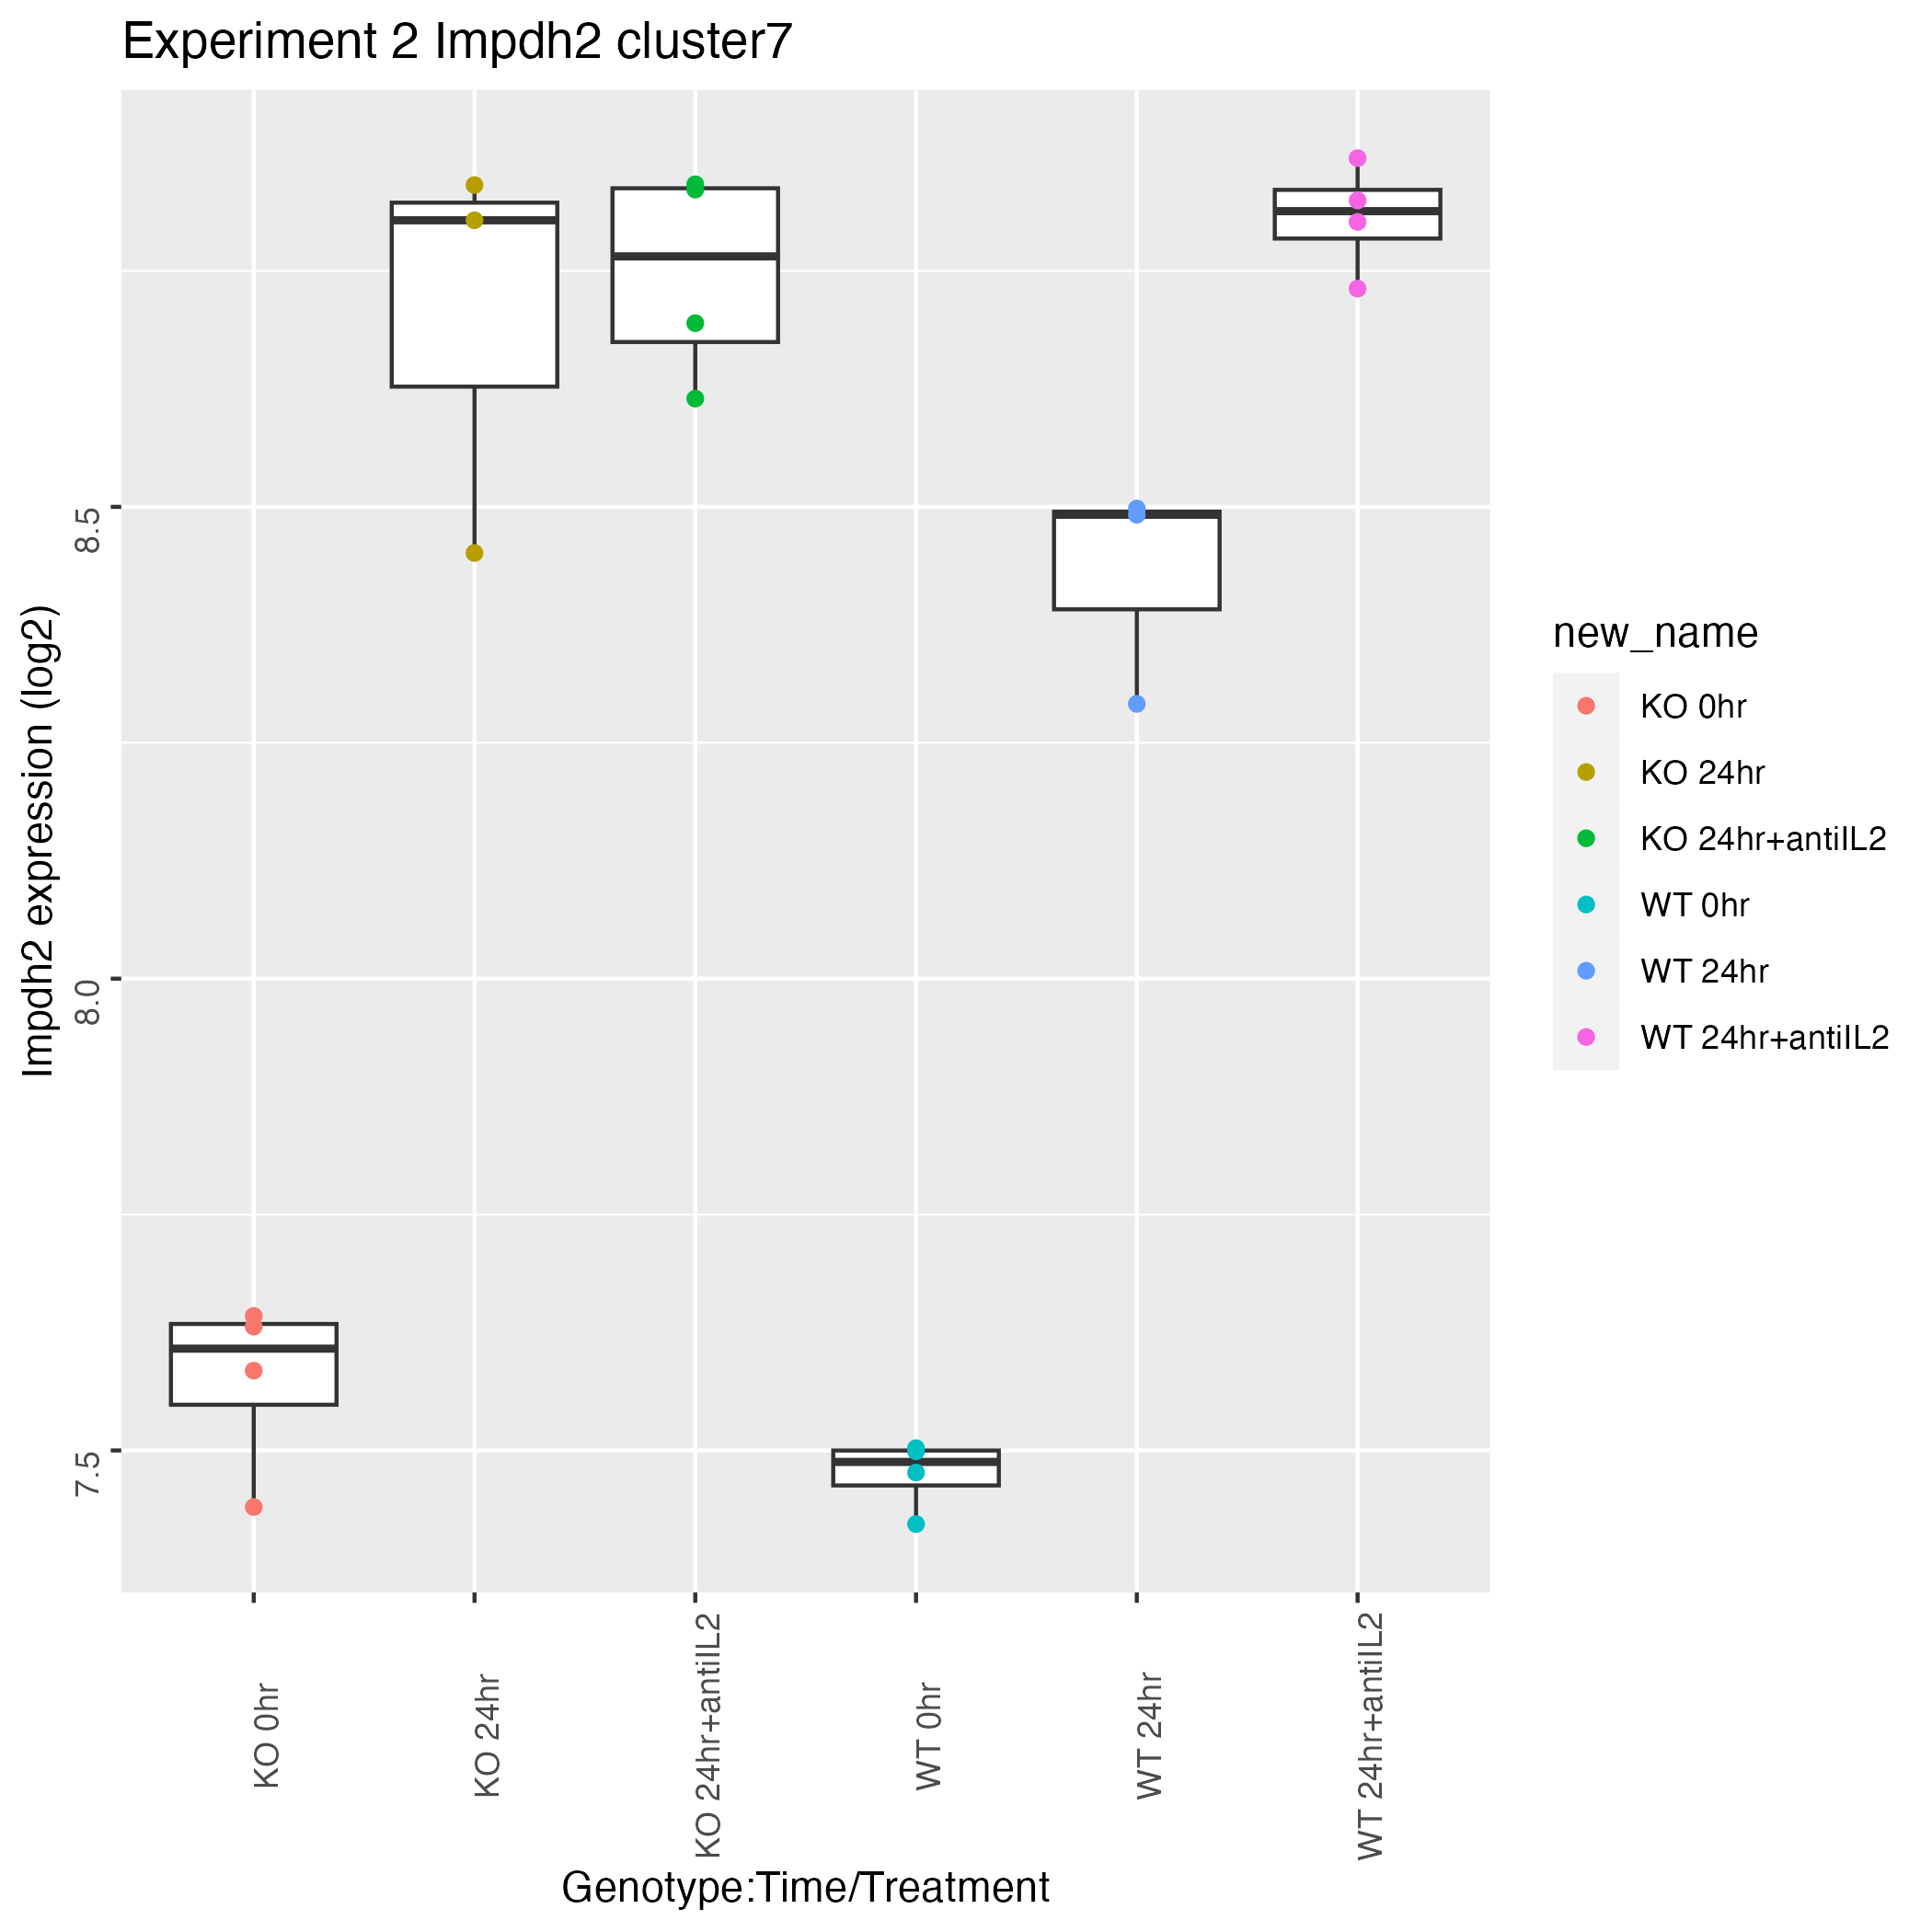 Experiment 2 Impdh2 cluster7
Impdh2 expression (log2)
8.5
8.0
7.5
KO 0hr
KO 24hr
KO 24hr+antiIL2
WT 0hr
WT 24hr
WT 24hr+antiIL2
Genotype:Time/Treatment
new_name
KO 0hr
KO 24hr
KO 24hr+antiIL2
WT 0hr
WT 24hr
WT 24hr+antiIL2